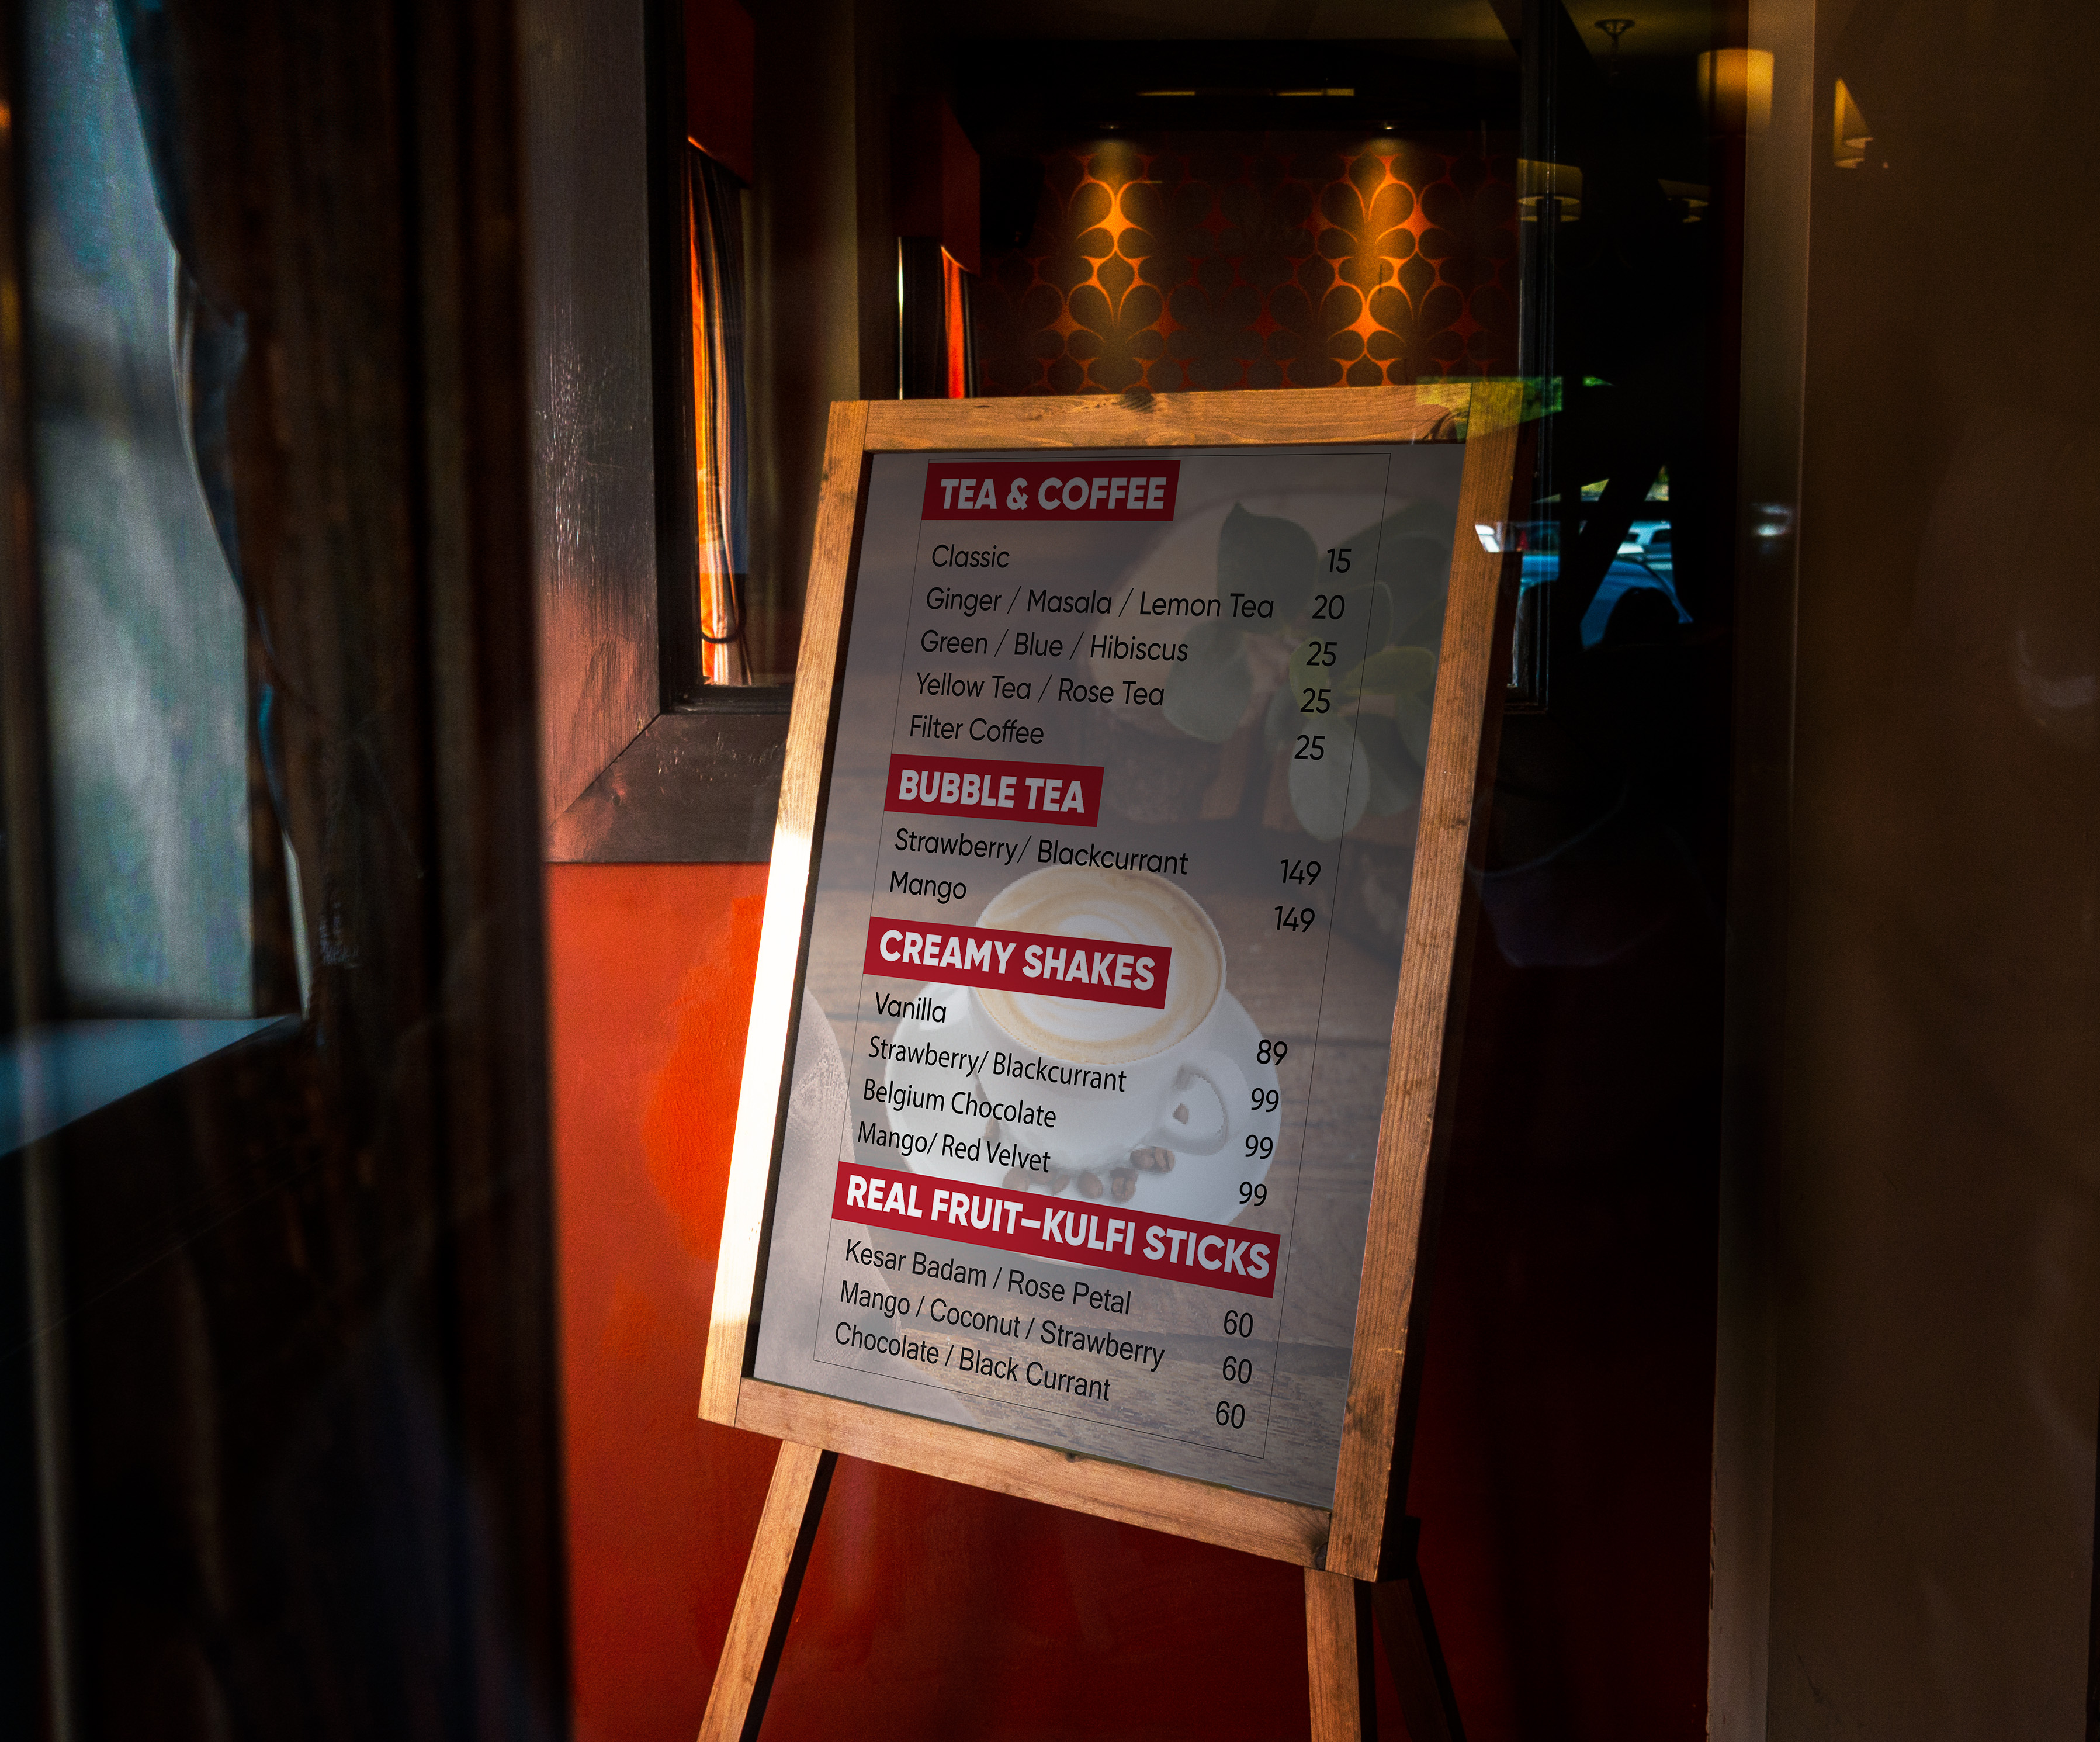 TEA & COFFEE
Classic 15
Ginger / Masala / Lemon Tea 20
Green / Blue / Hibiscus 25
Yellow Tea / Rose Tea 25
Filter Coffee 25
BUBBLE TEA
Strawberry/ Blackcurrant 149
Mango 149
CREAMY SHAKES
Vanilla 89
Strawberry/ Blackcurrant 99
Belgium Chocolate 99
Mango/ Red Velvet 99
REAL FRUIT–KULFI STICKS
Kesar Badam / Rose Petal 60
Mango / Coconut / Strawberry 60
Chocolate / Black Currant 60